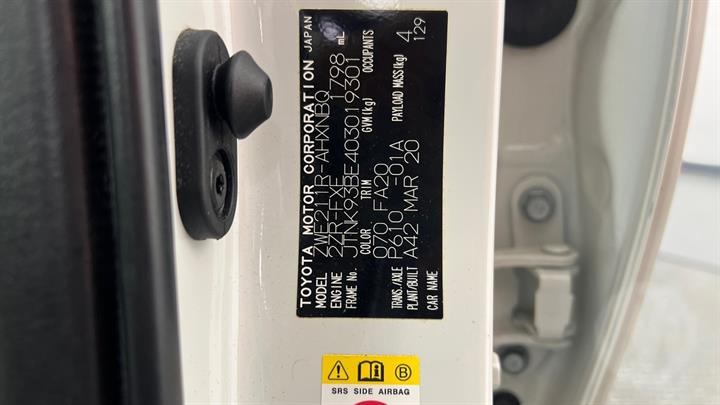 TOYOTA MOTOR CORPORATION JAPAN
MODEL ZWE211R-AHXNBQ
ENGINE 2ZR-FXE 1798 mL
FRAME No. JTNK93BE403019301
COLOR TRIM GVM(kg) OCCUPANTS
070 FA20 4
TRANS./AXLE P610 -01A PAYLOAD MASS(kg) 129
PLANT/BUILT A42 MAR 20
CAR NAME
B
SRS SIDE AIRBAG